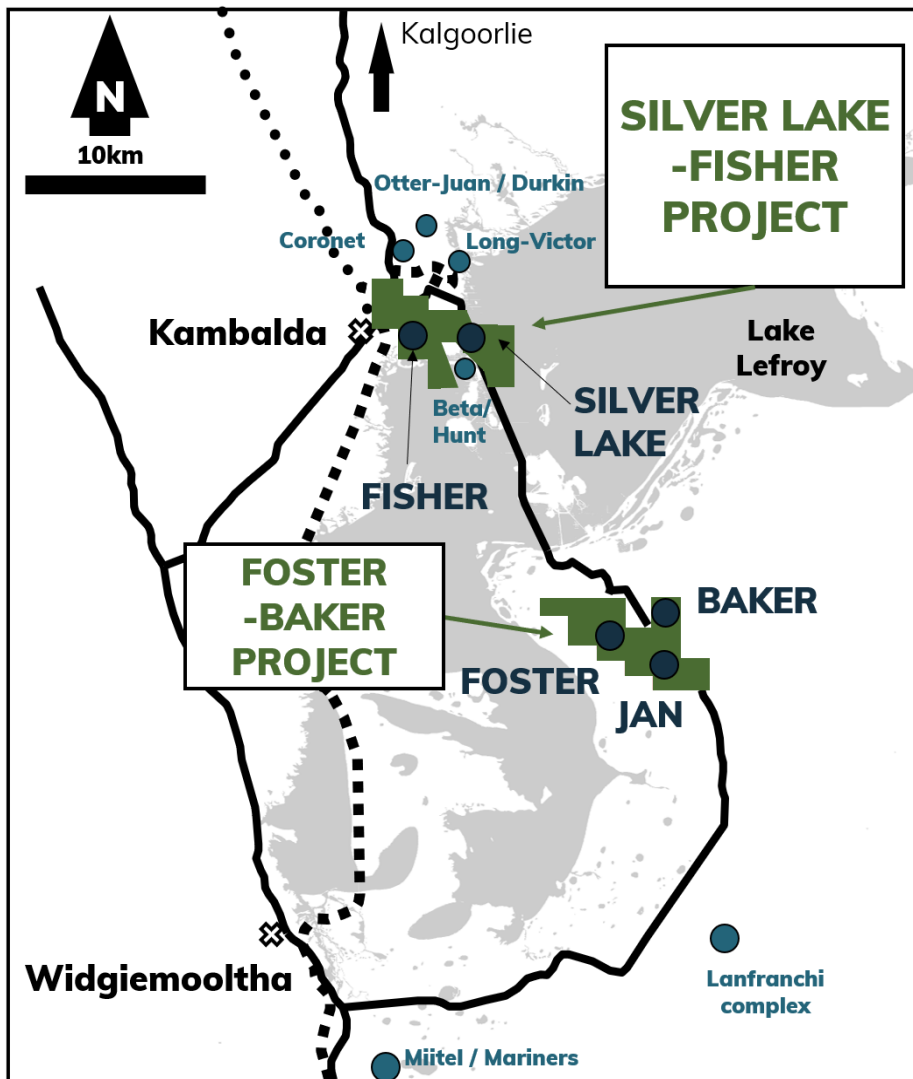 Kalgoorlie
N
10km
SILVER LAKE
-FISHER
PROJECT
Otter-Juan / Durkin
Coronet
Long-Victor
Kambalda
Lake
Lefroy
Beta/
Hunt
SILVER
LAKE
FISHER
FOSTER
-BAKER
PROJECT
BAKER
FOSTER
JAN
Widgiemooltha
Lanfranchi
complex
Miitel / Mariners